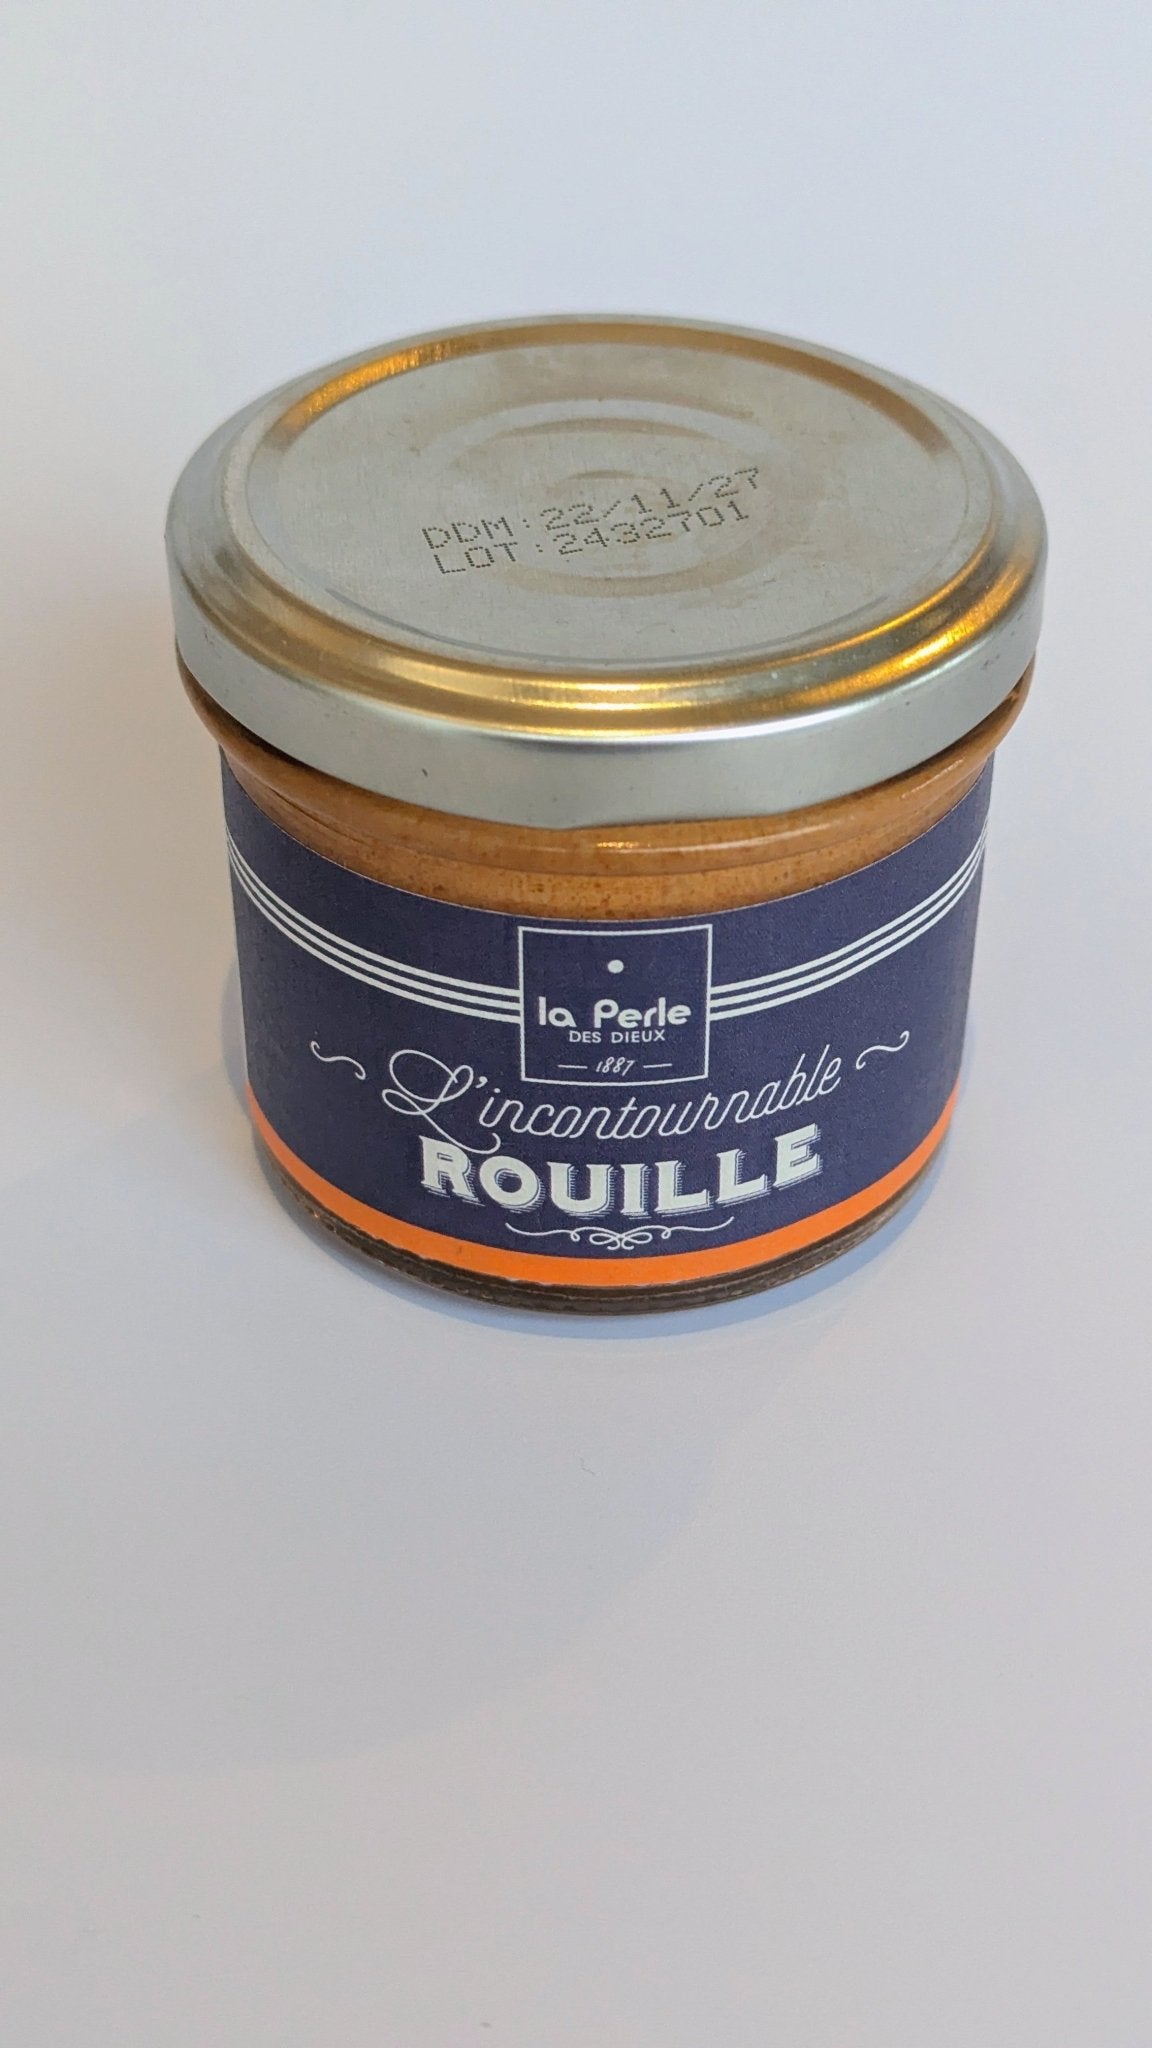 DDM:22/11/27
LOT:2432701
la Perle
DES DIEUX
1887
L'incontournable
ROUILLE